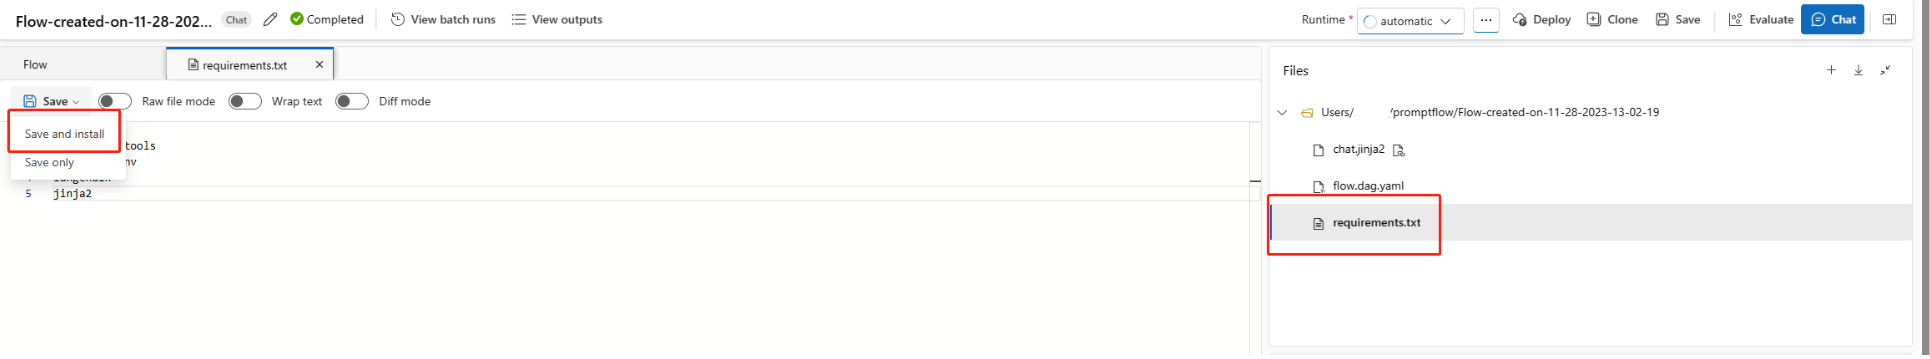 Flow-created-on-11-28-202... Chat Completed View batch runs View outputs Runtime * automatic ... Deploy Clone Save Evaluate Chat
Flow requirements.txt
Save Raw file mode Wrap text Diff mode
Save and install
tools
Save only
nv
5 jinja2
Files
Users/ /promptflow/Flow-created-on-11-28-2023-13-02-19
chat.jinja2
flow.dag.yaml
requirements.txt